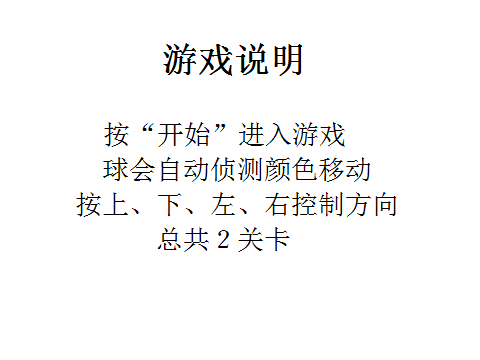 游戏说明
按“开始”进入游戏
球会自动侦测颜色移动
按上、下、左、右控制方向
总共２关卡